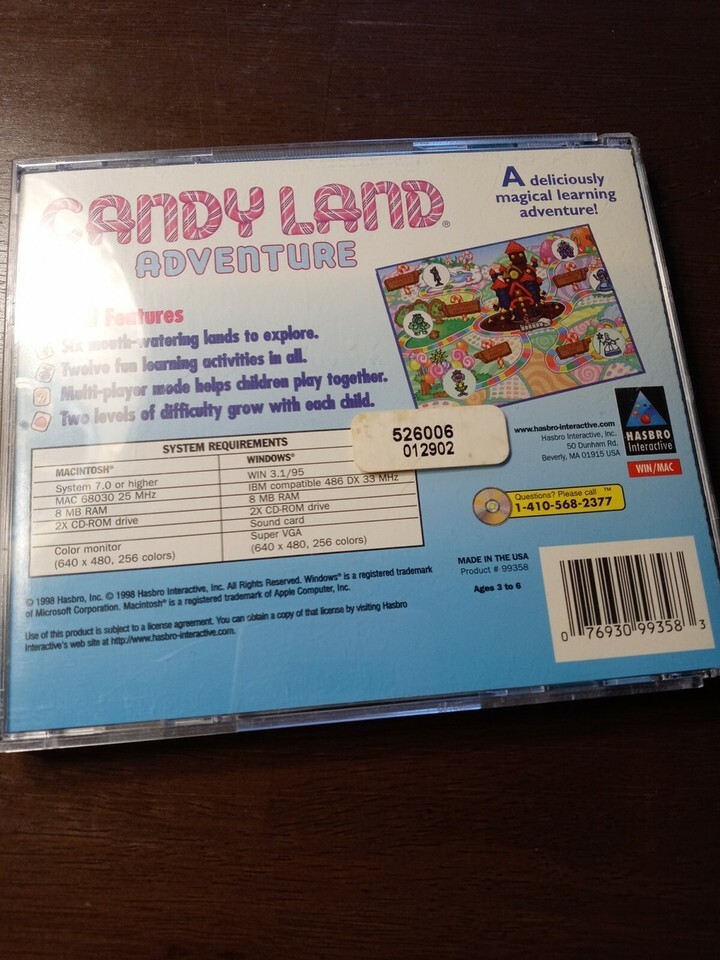 CANDY LAND®
ADVENTURE
A deliciously
magical learning
adventure!
Features
Six mouth-watering lands to explore.
Twelve fun learning activities in all.
Multi-player mode helps children play together.
Two levels of difficulty grow with each child.
SYSTEM REQUIREMENTS
MACINTOSH®
System 7.0 or higher
MAC 68030 25 MHz
8 MB RAM
2X CD-ROM drive
Color monitor
(640 x 480, 256 colors)
WINDOWS®
WIN 3.1/95
IBM compatible 486 DX 33 MHz
8 MB RAM
2X CD-ROM drive
Sound card
Super VGA
(640 x 480, 256 colors)
526006
012902
www.hasbro-interactive.com
Hasbro Interactive, Inc.
50 Dunham Rd.
Beverly, MA 01915 USA
HASBRO
Interactive
WIN/MAC
Questions? Please call ™
1-410-568-2377
MADE IN THE USA
Product # 99358
Ages 3 to 6
0 76930 99358 3
© 1998 Hasbro, Inc. © 1998 Hasbro Interactive, Inc. All Rights Reserved. Windows® is a registered trademark
of Microsoft Corporation. Macintosh® is a registered trademark of Apple Computer, Inc.
Use of this product is subject to a license agreement. You can obtain a copy of that license by visiting Hasbro
Interactive's web site at http://www.hasbro-interactive.com.